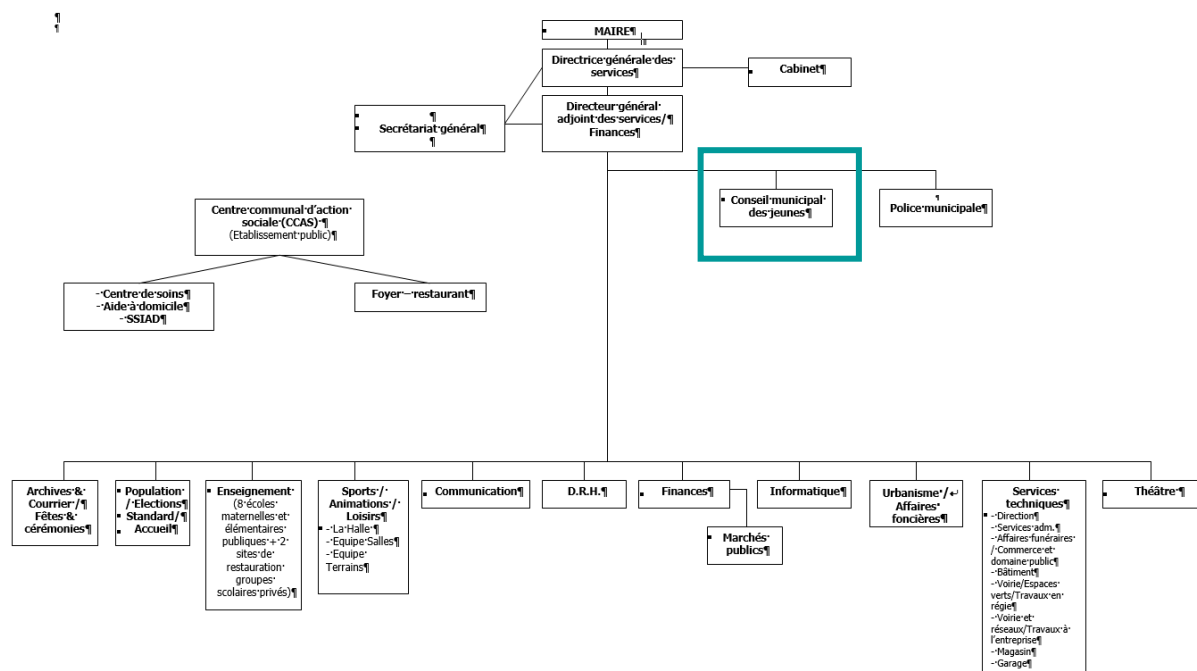 MAIRE
Directrice générale des
services
Cabinet
Directeur général
adjoint des services/
Finances
Secrétariat général
Conseil municipal
des jeunes
Police municipale
Centre communal d'action
sociale (CCAS)
(Etablissement public)
- Centre de soins
- Aide à domicile
- SSIAD
Foyer – restaurant
Archives &
Courrier /
Fêtes &
cérémonies
Population
/ Elections
Standard/
Accueil
Enseignement
(8 écoles
maternelles et
élémentaires
publiques + 2
sites de
restauration
groupes
scolaires privés)
Sports /
Animations /
Loisirs
- La Halle
- Equipe Salles
- Equipe
Terrains
Communication
D.R.H.
Finances
Marchés
publics
Informatique
Urbanisme /
Affaires
foncières
Services
techniques
- Direction
- Services adm.
- Affaires funéraires
/ Commerce et
domaine public
- Bâtiment
- Voirie/Espaces
verts/Travaux en
régie
- Voirie et
réseaux/Travaux à
l'entreprise
- Magasin
- Garage
Théâtre